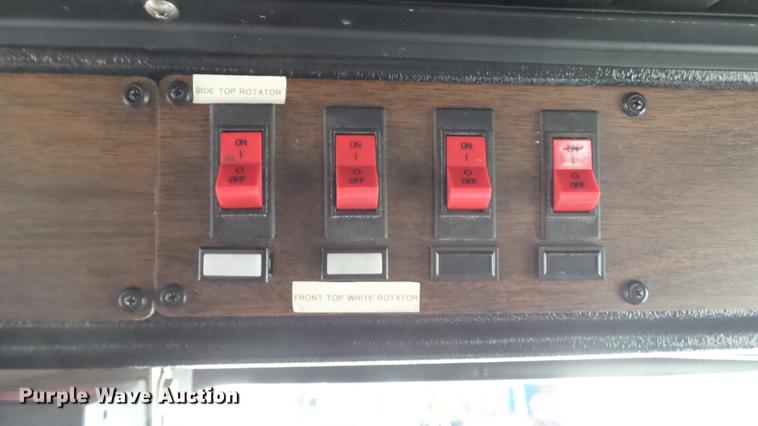 SIDE TOP ROTATOR
ON
I
O
OFF
ON
I
O
OFF
ON
I
O
OFF
ON
I
O
OFF
FRONT TOP WHITE ROTATOR
Purple Wave Auction